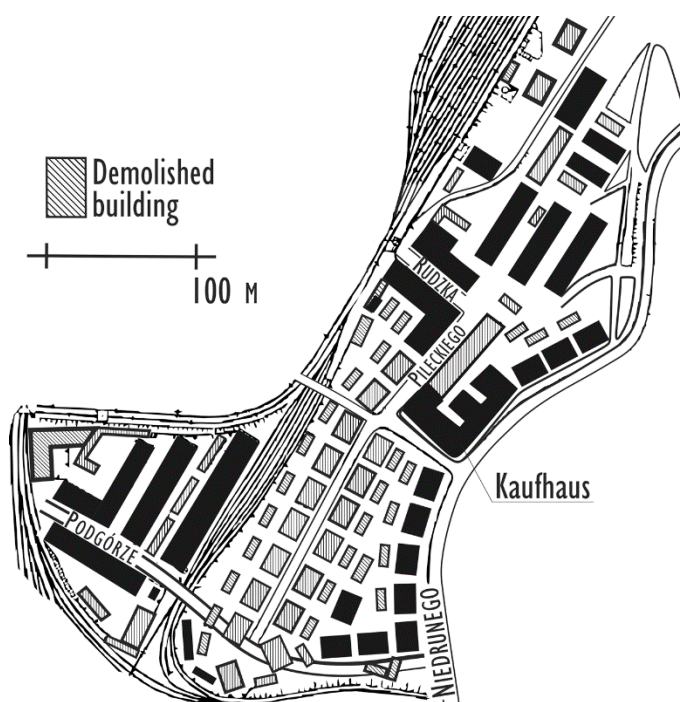 Demolished
building
100 M
RUDZKA
PILECKIEGO
Kaufhaus
PODGÓRZE
NIEDRUNEGO